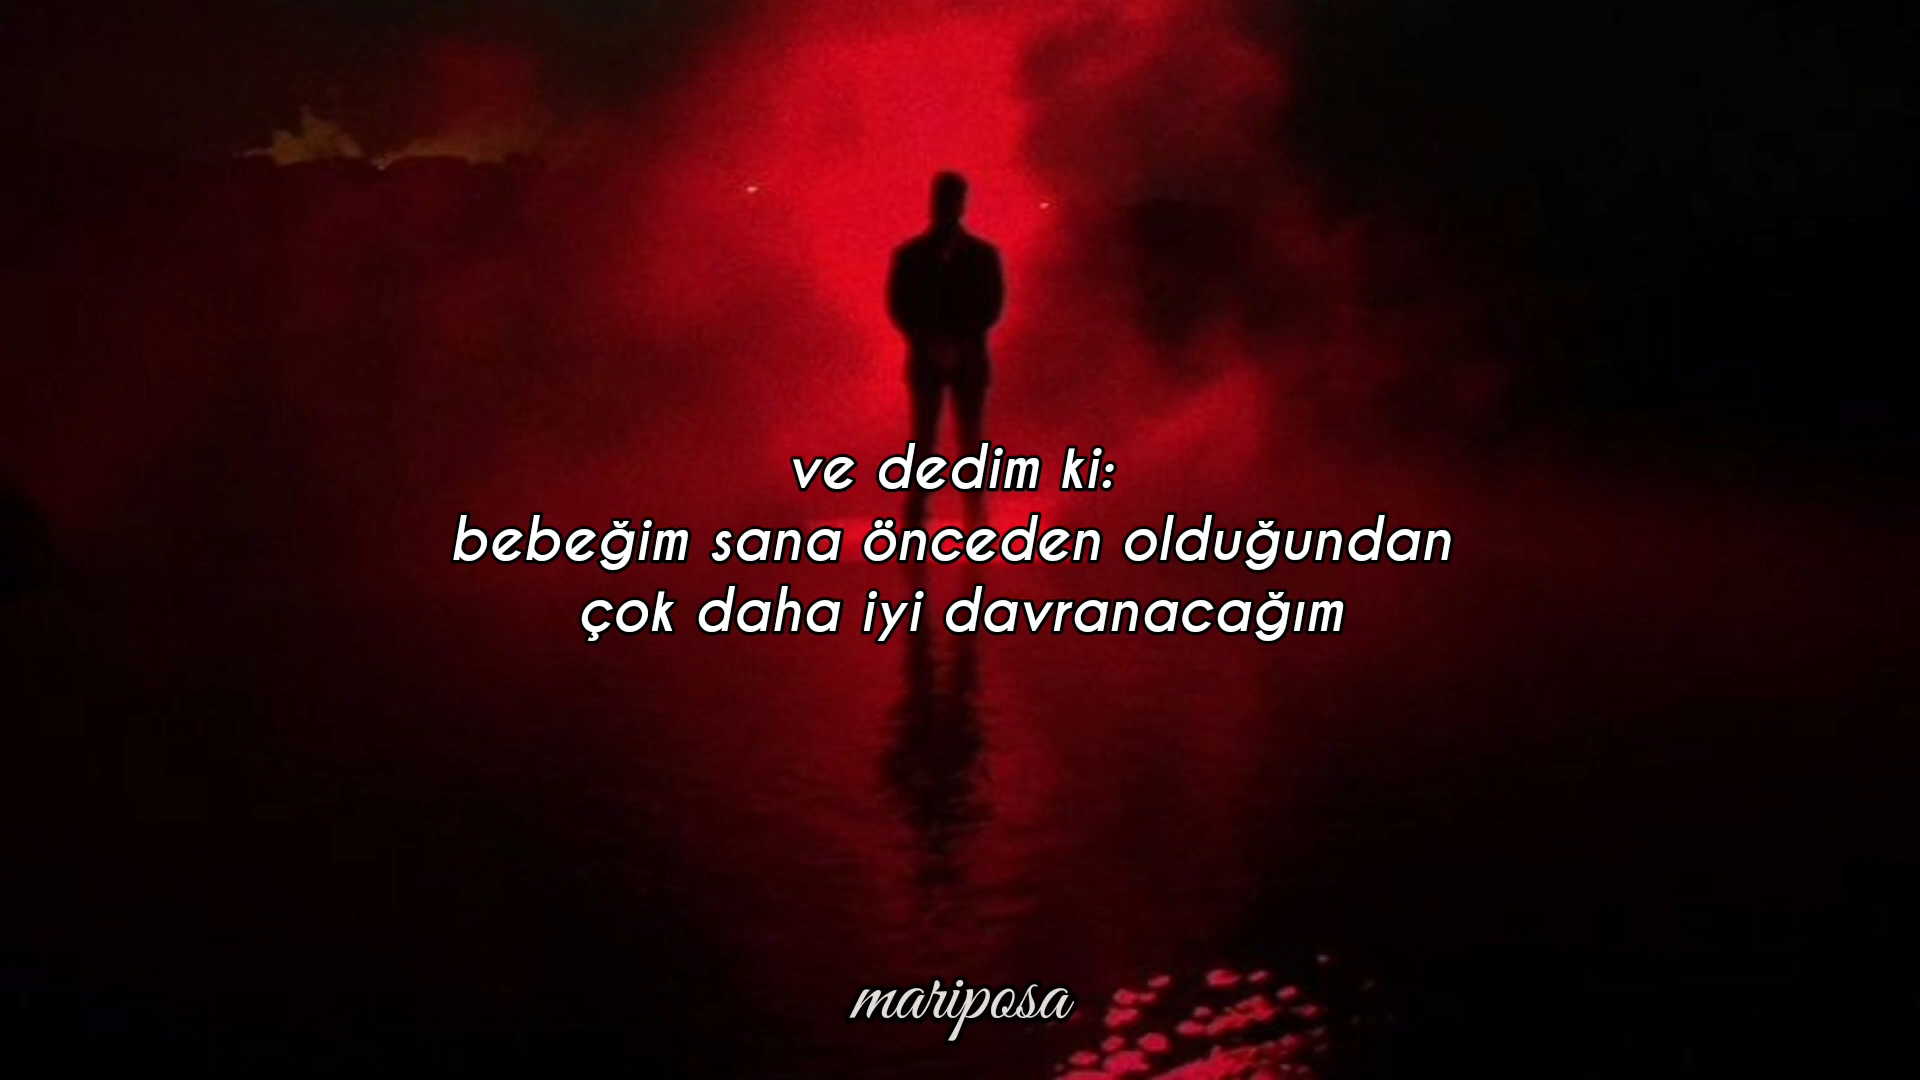 ve dedim ki:
bebeğim sana önceden olduğundan
çok daha iyi davranacağım
mariposa